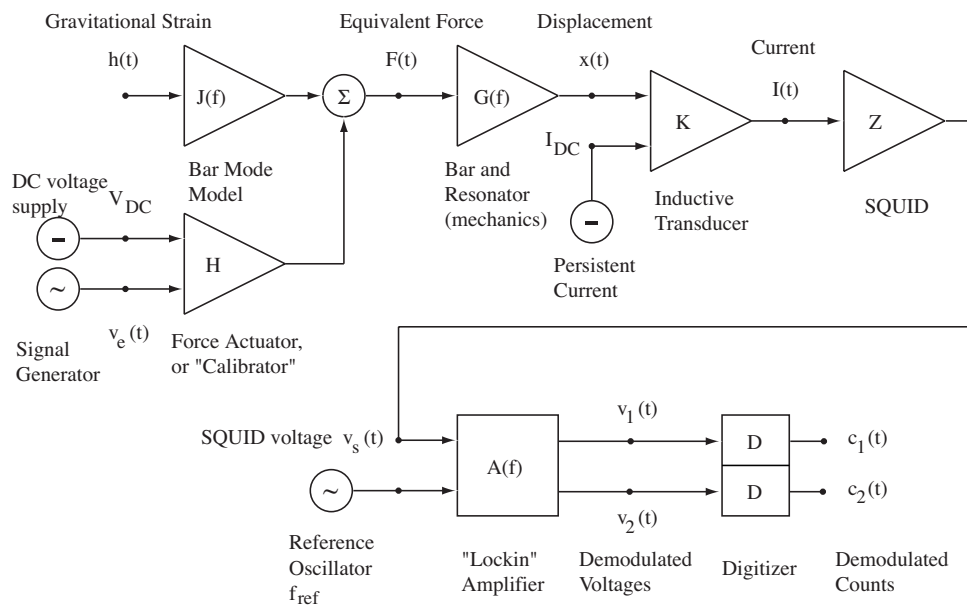 Gravitational Strain
Equivalent Force
Displacement
Current
h(t)
F(t)
x(t)
I(t)
J(f)
Σ
G(f)
K
Z
I_DC
Bar Mode
Model
Bar and
Resonator
(mechanics)
Inductive
Transducer
SQUID
DC voltage
supply
V_DC
-
H
-
Persistent
Current
~
v_e(t)
Signal
Generator
Force Actuator,
or "Calibrator"
SQUID voltage v_s(t)
v_1(t)
D
c_1(t)
A(f)
~
v_2(t)
D
c_2(t)
Reference
Oscillator
f_ref
"Lockin"
Amplifier
Demodulated
Voltages
Digitizer
Demodulated
Counts